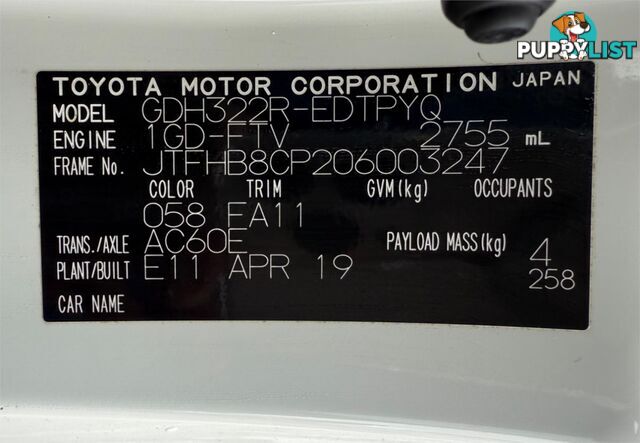 PUPPYLIST
TOYOTA MOTOR CORPORATION JAPAN
MODEL GDH322R-EDTPYQ
ENGINE 1GD-FTV 2755 mL
FRAME No. JTFHB8CP206003247
COLOR TRIM GVM(kg) OCCUPANTS
058 FA11
TRANS./AXLE AC60E PAYLOAD MASS(kg) 4
PLANT/BUILT E11 APR 19 258
CAR NAME